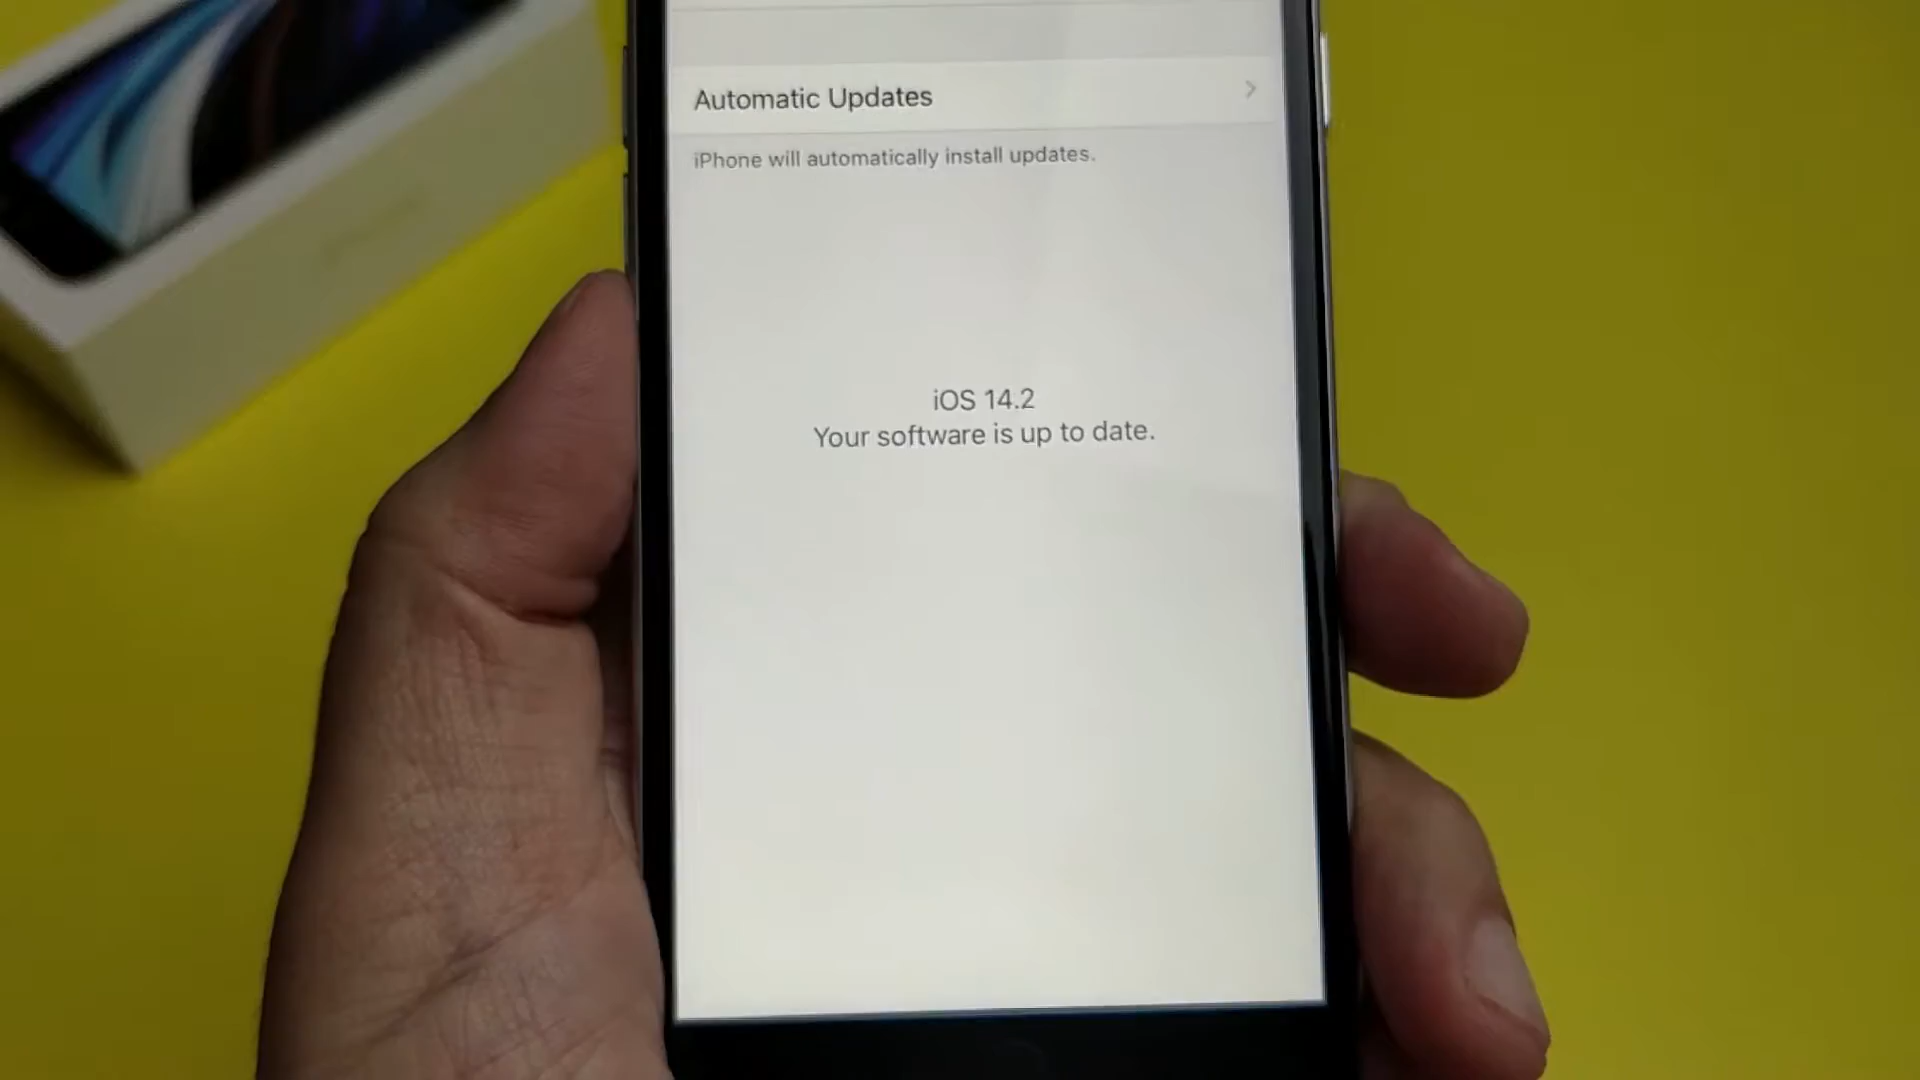 Automatic Updates
iPhone will automatically install updates.
iOS 14.2
Your software is up to date.